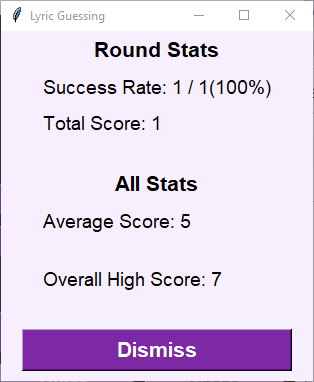 Lyric Guessing
Round Stats
Success Rate: 1 / 1(100%)
Total Score: 1
All Stats
Average Score: 5
Overall High Score: 7
Dismiss